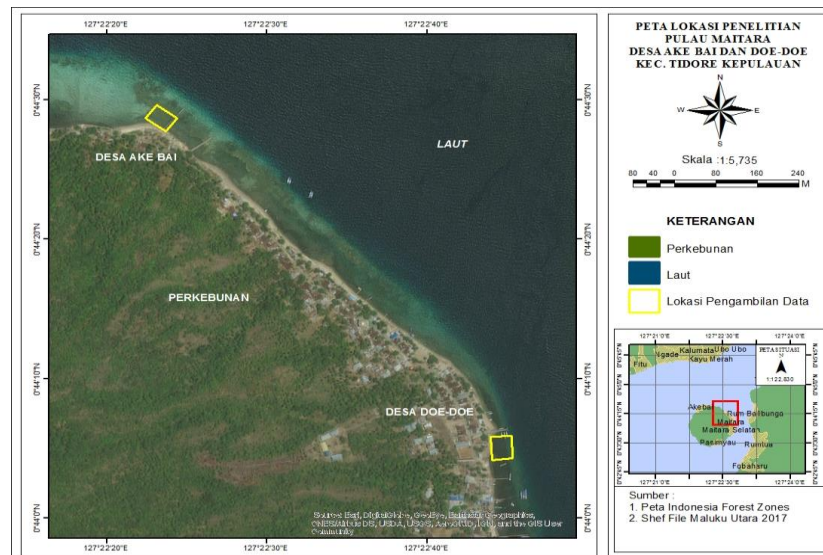 127°22'20"E 127°22'30"E 127°22'40"E
0°44'30"N 0°44'30"N
DESA AKE BAI
LAUT
0°44'20"N 0°44'20"N
PERKEBUNAN
0°44'10"N 0°44'10"N
DESA DOE-DOE
0°44'0"N 0°44'0"N
Source: Esri, DigitalGlobe, GeoEye, Earthstar Geographics,
CNES/Airbus DS, USDA, USGS, AeroGRID, IGN, and the GIS User
Community
127°22'20"E 127°22'30"E 127°22'40"E
PETA LOKASI PENELITIAN
PULAU MAITARA
DESA AKE BAI DAN DOE-DOE
KEC. TIDORE KEPULAUAN
N
W E
S
Skala :1:5,735
80 40 0 80 160 240
M
KETERANGAN
Perkebunan
Laut
Lokasi Pengambilan Data
127°21'0"E 127°22'30"E 127°24'0"E
PETA SITUASI
N
1:122.830
Ngade Kalumata Ubo Ubo
Fitu Kayu Merah
Akebai
Rum Balibunga
Maitara
Maitara Selatan
Pasimyau Rumtua
Fobaharu
127°21'0"E 127°22'30"E 127°24'0"E
Sumber :
1. Peta Indonesia Forest Zones
2. Shef File Maluku Utara 2017